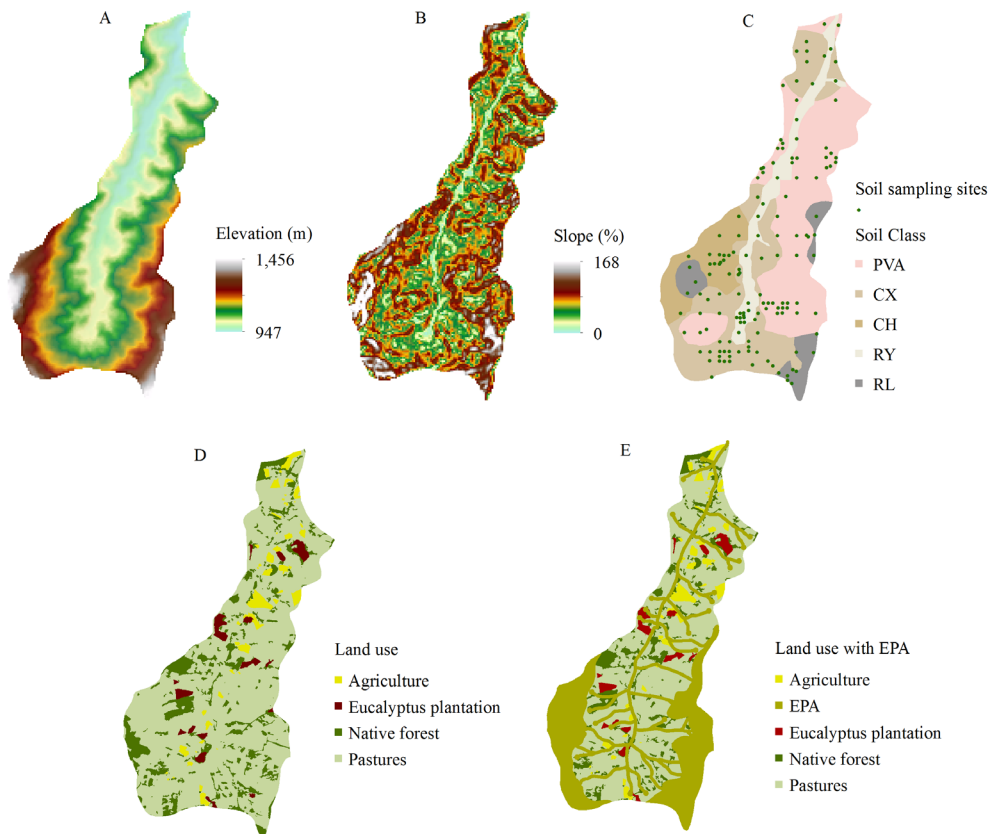 A
Elevation (m)
1,456
947
B
Slope (%)
168
0
C
Soil sampling sites
Soil Class
PVA
CX
CH
RY
RL
D
Land use
Agriculture
Eucalyptus plantation
Native forest
Pastures
E
Land use with EPA
Agriculture
EPA
Eucalyptus plantation
Native forest
Pastures